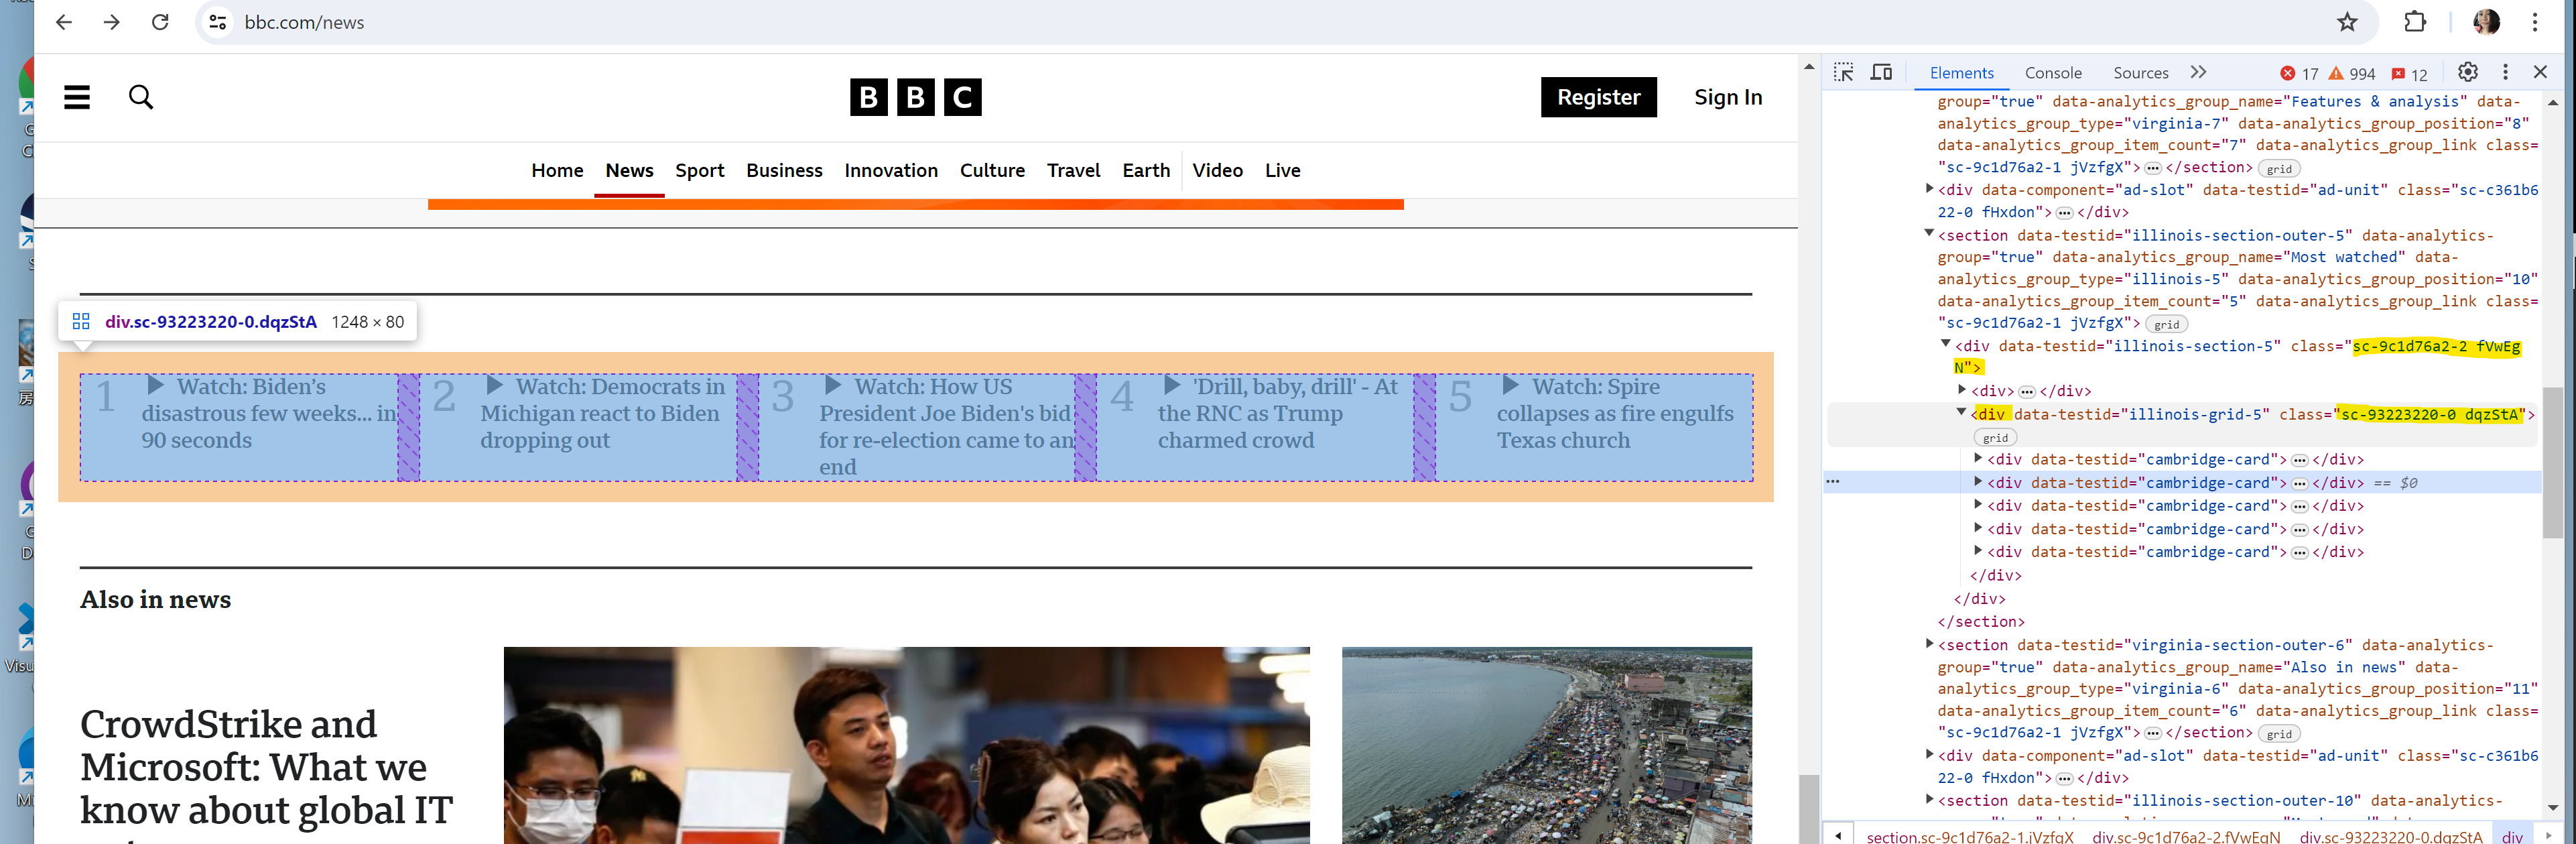 bbc.com/news
BBC
Register
Sign In
Home
News
Sport
Business
Innovation
Culture
Travel
Earth
Video
Live
div.sc-93223220-0.dqzStA 1248 × 80
1
Watch: Biden’s
disastrous few weeks... in
90 seconds
2
Watch: Democrats in
Michigan react to Biden
dropping out
3
Watch: How US
President Joe Biden's bid
for re-election came to an
end
4
'Drill, baby, drill' - At
the RNC as Trump
charmed crowd
5
Watch: Spire
collapses as fire engulfs
Texas church
Also in news
CrowdStrike and
Microsoft: What we
know about global IT
Elements
Console
Sources
17
994
12
group="true" data-analytics_group_name="Features & analysis" data-
analytics_group_type="virginia-7" data-analytics_group_position="8"
data-analytics_group_item_count="7" data-analytics_group_link class=
"sc-9c1d76a2-1 jVzfgX">…</section> grid
<div data-component="ad-slot" data-testid="ad-unit" class="sc-c361b6
22-0 fHxdon">…</div>
<section data-testid="illinois-section-outer-5" data-analytics-
group="true" data-analytics_group_name="Most watched" data-
analytics_group_type="illinois-5" data-analytics_group_position="10"
data-analytics_group_item_count="5" data-analytics_group_link class=
"sc-9c1d76a2-1 jVzfgX"> grid
<div data-testid="illinois-section-5" class="sc-9c1d76a2-2 fVwEg
N">
<div>…</div>
<div data-testid="illinois-grid-5" class="sc-93223220-0 dqzStA">
grid
<div data-testid="cambridge-card">…</div>
<div data-testid="cambridge-card">…</div> == $0
<div data-testid="cambridge-card">…</div>
<div data-testid="cambridge-card">…</div>
<div data-testid="cambridge-card">…</div>
</div>
</div>
</section>
<section data-testid="virginia-section-outer-6" data-analytics-
group="true" data-analytics_group_name="Also in news" data-
analytics_group_type="virginia-6" data-analytics_group_position="11"
data-analytics_group_item_count="6" data-analytics_group_link class=
"sc-9c1d76a2-1 jVzfgX">…</section> grid
<div data-component="ad-slot" data-testid="ad-unit" class="sc-c361b6
22-0 fHxdon">…</div>
<section data-testid="illinois-section-outer-10" data-analytics-
section.sc-9c1d76a2-1.jVzfgX div.sc-9c1d76a2-2.fVwEgN div.sc-93223220-0.dqzStA div